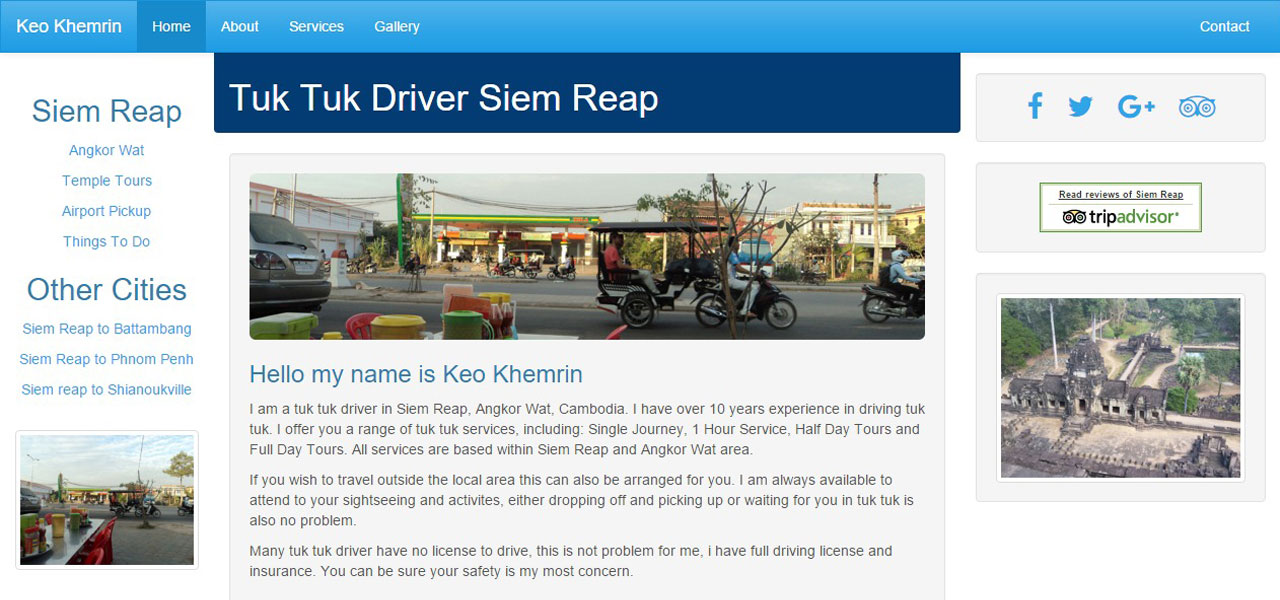 Keo Khemrin
Home
About
Services
Gallery
Contact
Siem Reap
Angkor Wat
Temple Tours
Airport Pickup
Things To Do
Other Cities
Siem Reap to Battambang
Siem Reap to Phnom Penh
Siem reap to Shianoukville
Tuk Tuk Driver Siem Reap
Hello my name is Keo Khemrin
I am a tuk tuk driver in Siem Reap, Angkor Wat, Cambodia. I have over 10 years experience in driving tuk
tuk. I offer you a range of tuk tuk services, including: Single Journey, 1 Hour Service, Half Day Tours and
Full Day Tours. All services are based within Siem Reap and Angkor Wat area.
If you wish to travel outside the local area this can also be arranged for you. I am always available to
attend to your sightseeing and activites, either dropping off and picking up or waiting for you in tuk tuk is
also no problem.
Many tuk tuk driver have no license to drive, this is not problem for me, i have full driving license and
insurance. You can be sure your safety is my most concern.
G+
Read reviews of Siem Reap
tripadvisor